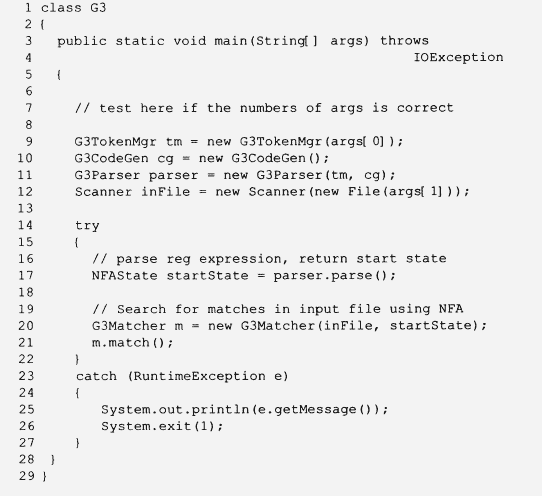 1 class G3
2 {
3 public static void main(String[] args) throws
4 IOException
5 {
6
7 // test here if the numbers of args is correct
8
9 G3TokenMgr tm = new G3TokenMgr(args[0]);
10 G3CodeGen cg = new G3CodeGen();
11 G3Parser parser = new G3Parser(tm, cg);
12 Scanner inFile = new Scanner(new File(args[1]));
13
14 try
15 {
16 // parse reg expression, return start state
17 NFAState startState = parser.parse();
18
19 // Search for matches in input file using NFA
20 G3Matcher m = new G3Matcher(inFile, startState);
21 m.match();
22 }
23 catch (RuntimeException e)
24 {
25 System.out.println(e.getMessage());
26 System.exit(1);
27 }
28 }
29 }